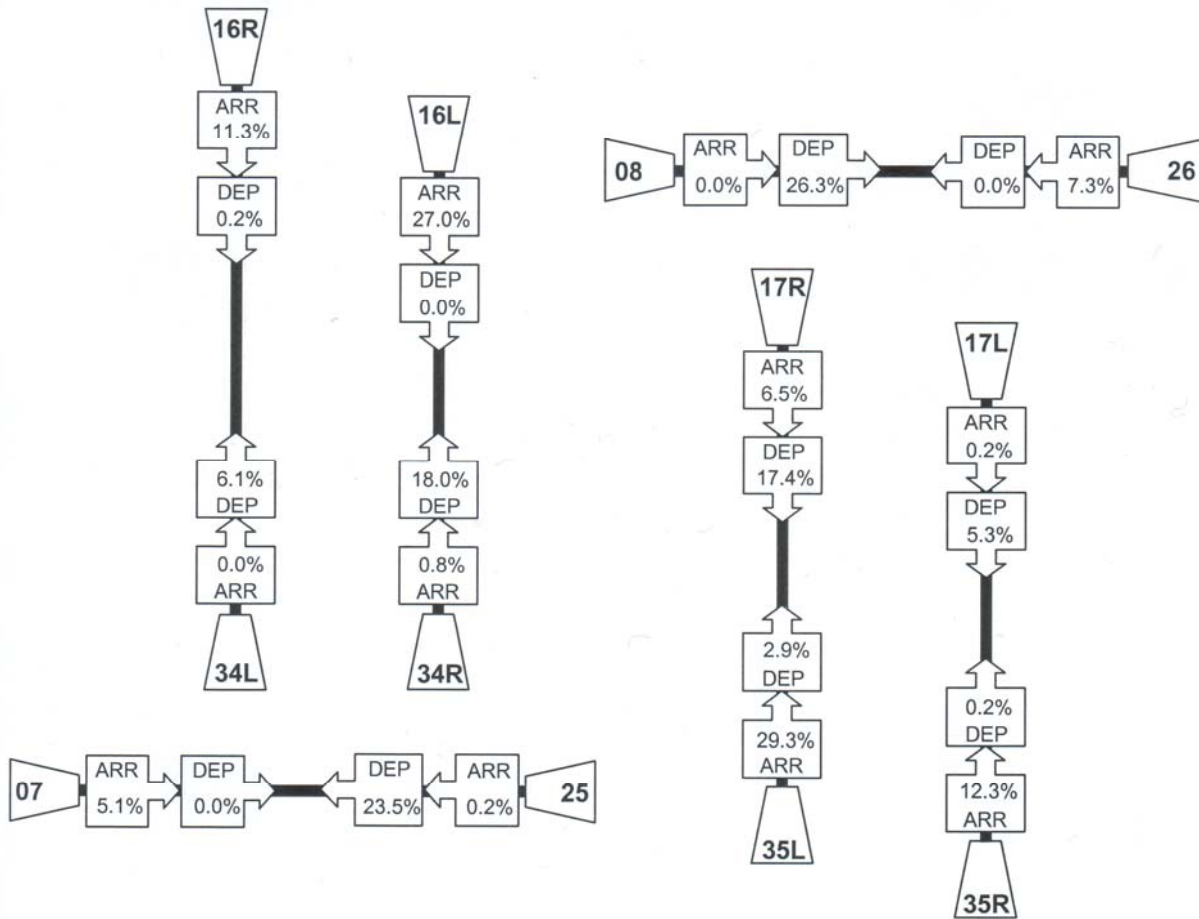 16R
ARR
11.3%
DEP
0.2%
6.1%
DEP
0.0%
ARR
34L
16L
ARR
27.0%
DEP
0.0%
18.0%
DEP
0.8%
ARR
34R
08
ARR
0.0%
DEP
26.3%
DEP
0.0%
ARR
7.3%
26
17R
ARR
6.5%
DEP
17.4%
2.9%
DEP
29.3%
ARR
35L
17L
ARR
0.2%
DEP
5.3%
0.2%
DEP
12.3%
ARR
35R
07
ARR
5.1%
DEP
0.0%
DEP
23.5%
ARR
0.2%
25